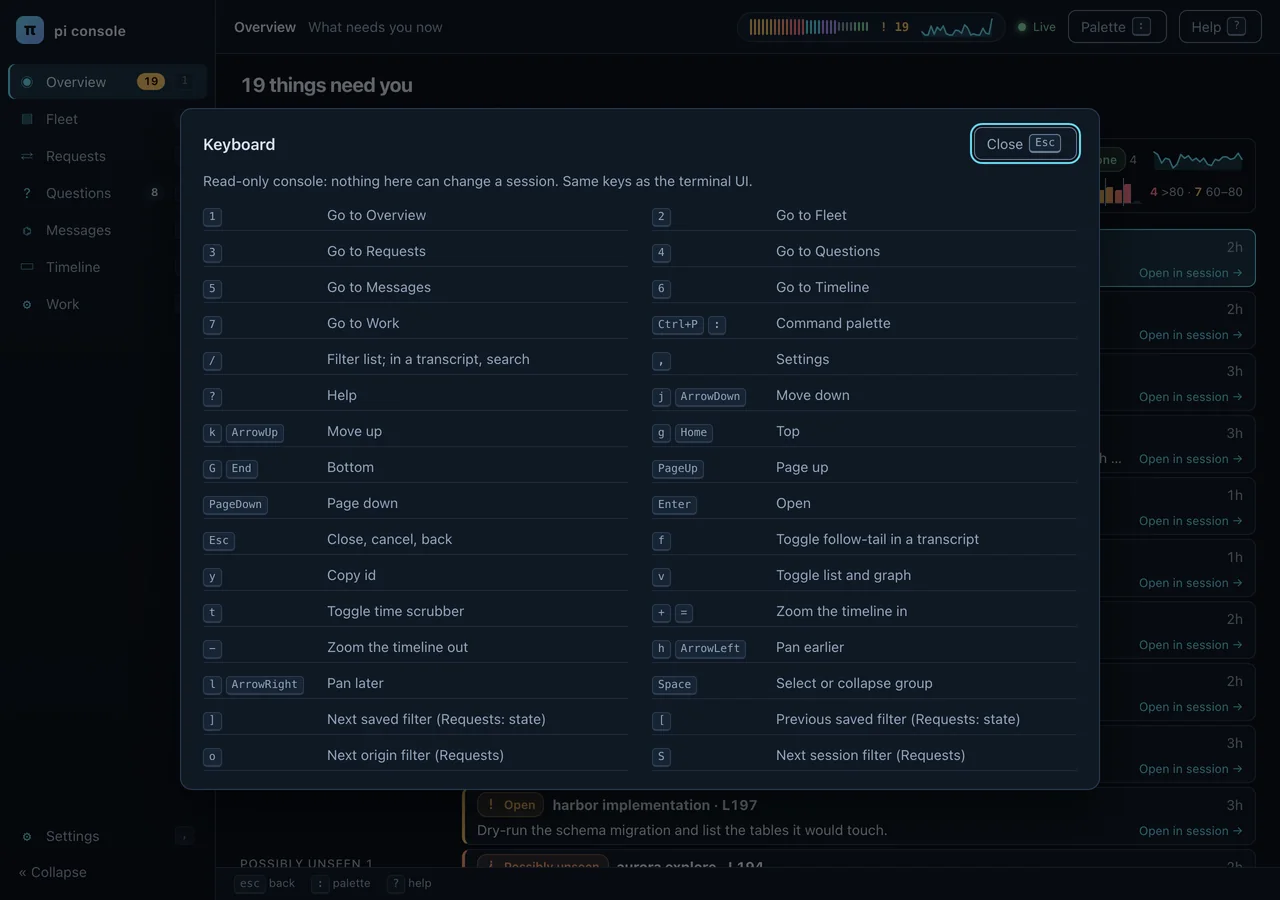 π pi console
Overview What needs you now
! 19
Live
Palette :
Help ?
Overview 19 1
Fleet
Requests
Questions 8
Messages
Timeline
Work
19 things need you
Keyboard
Close Esc
Read-only console: nothing here can change a session. Same keys as the terminal UI.
1 Go to Overview
2 Go to Fleet
3 Go to Requests
4 Go to Questions
5 Go to Messages
6 Go to Timeline
7 Go to Work
Ctrl+P : Command palette
/ Filter list; in a transcript, search
, Settings
? Help
j ArrowDown Move down
k ArrowUp Move up
g Home Top
G End Bottom
PageUp Page up
PageDown Page down
Enter Open
Esc Close, cancel, back
f Toggle follow-tail in a transcript
y Copy id
v Toggle list and graph
t Toggle time scrubber
+ = Zoom the timeline in
− Zoom the timeline out
h ArrowLeft Pan earlier
l ArrowRight Pan later
Space Select or collapse group
] Next saved filter (Requests: state)
[ Previous saved filter (Requests: state)
o Next origin filter (Requests)
S Next session filter (Requests)
4
4 >80 · 7 60–80
2h
Open in session →
2h
Open in session →
3h
Open in session →
3h
Open in session →
1h
Open in session →
1h
Open in session →
2h
Open in session →
2h
Open in session →
3h
Open in session →
! Open harbor implementation · L197 3h
Dry-run the schema migration and list the tables it would touch. Open in session →
POSSIBLY UNSEEN 1
Possibly unseen aurora explore · L194 2h
Settings ,
« Collapse
esc back : palette ? help